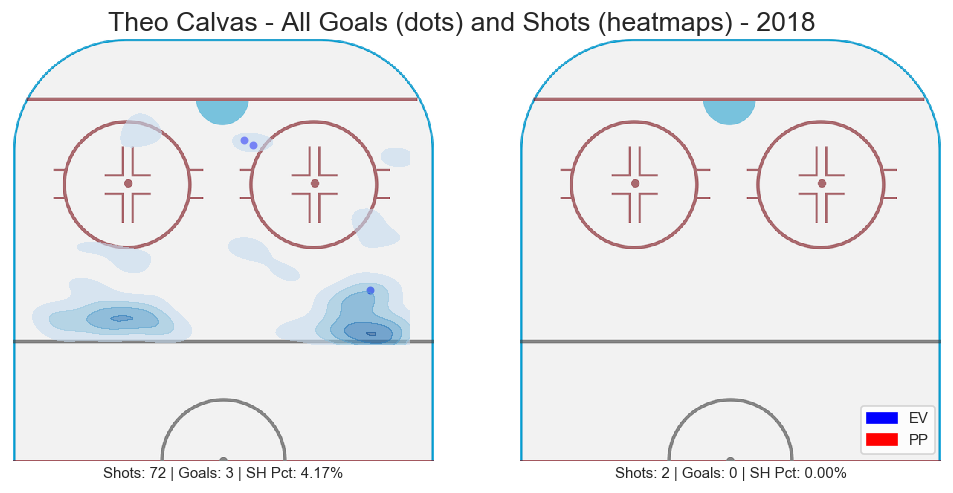 Theo Calvas - All Goals (dots) and Shots (heatmaps) - 2018
EV
PP
Shots: 72 | Goals: 3 | SH Pct: 4.17%
Shots: 2 | Goals: 0 | SH Pct: 0.00%